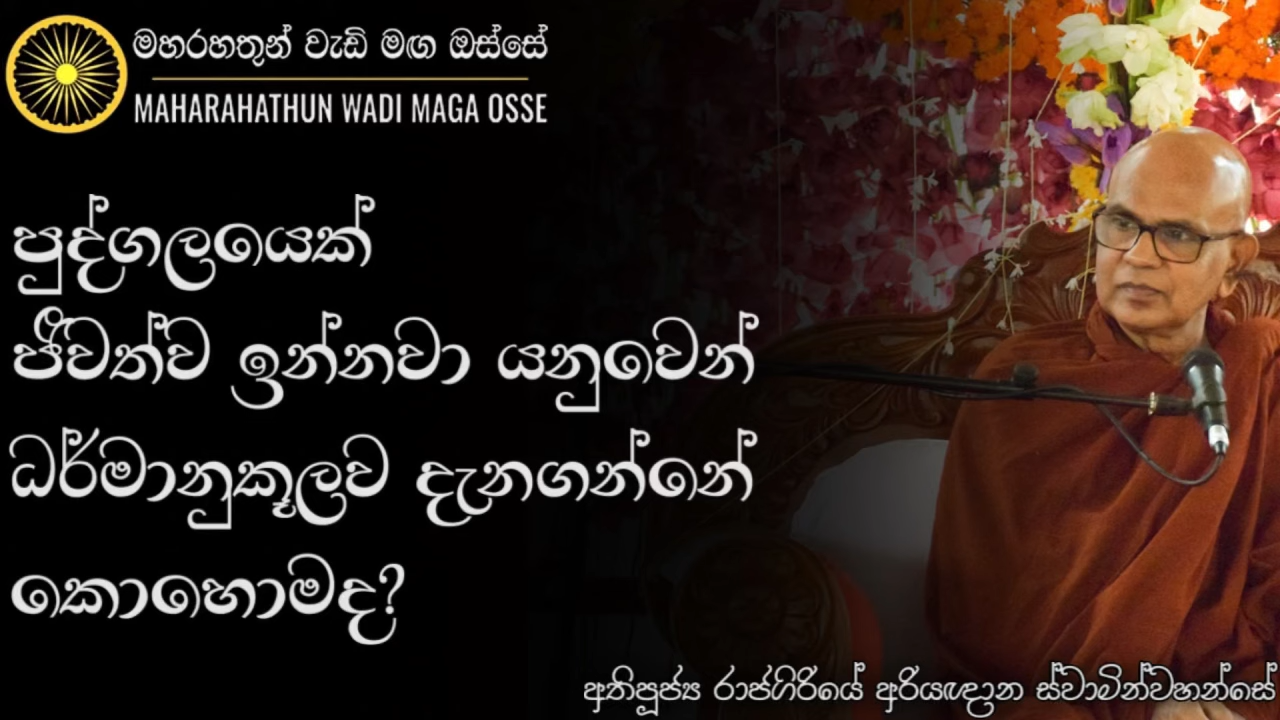 මහරහතුන් වැඩි මඟ ඔස්සේ
MAHARAHATHUN WADI MAGA OSSE
පුද්ගලයෙක්
ජීවත්ව ඉන්නවා යනුවෙන්
ධර්මානුකූලව දැනගන්නේ
කොහොමද?
අතිපූජ්‍ය රාජගිරියේ අරියඥාන ස්වාමින්වහන්සේ